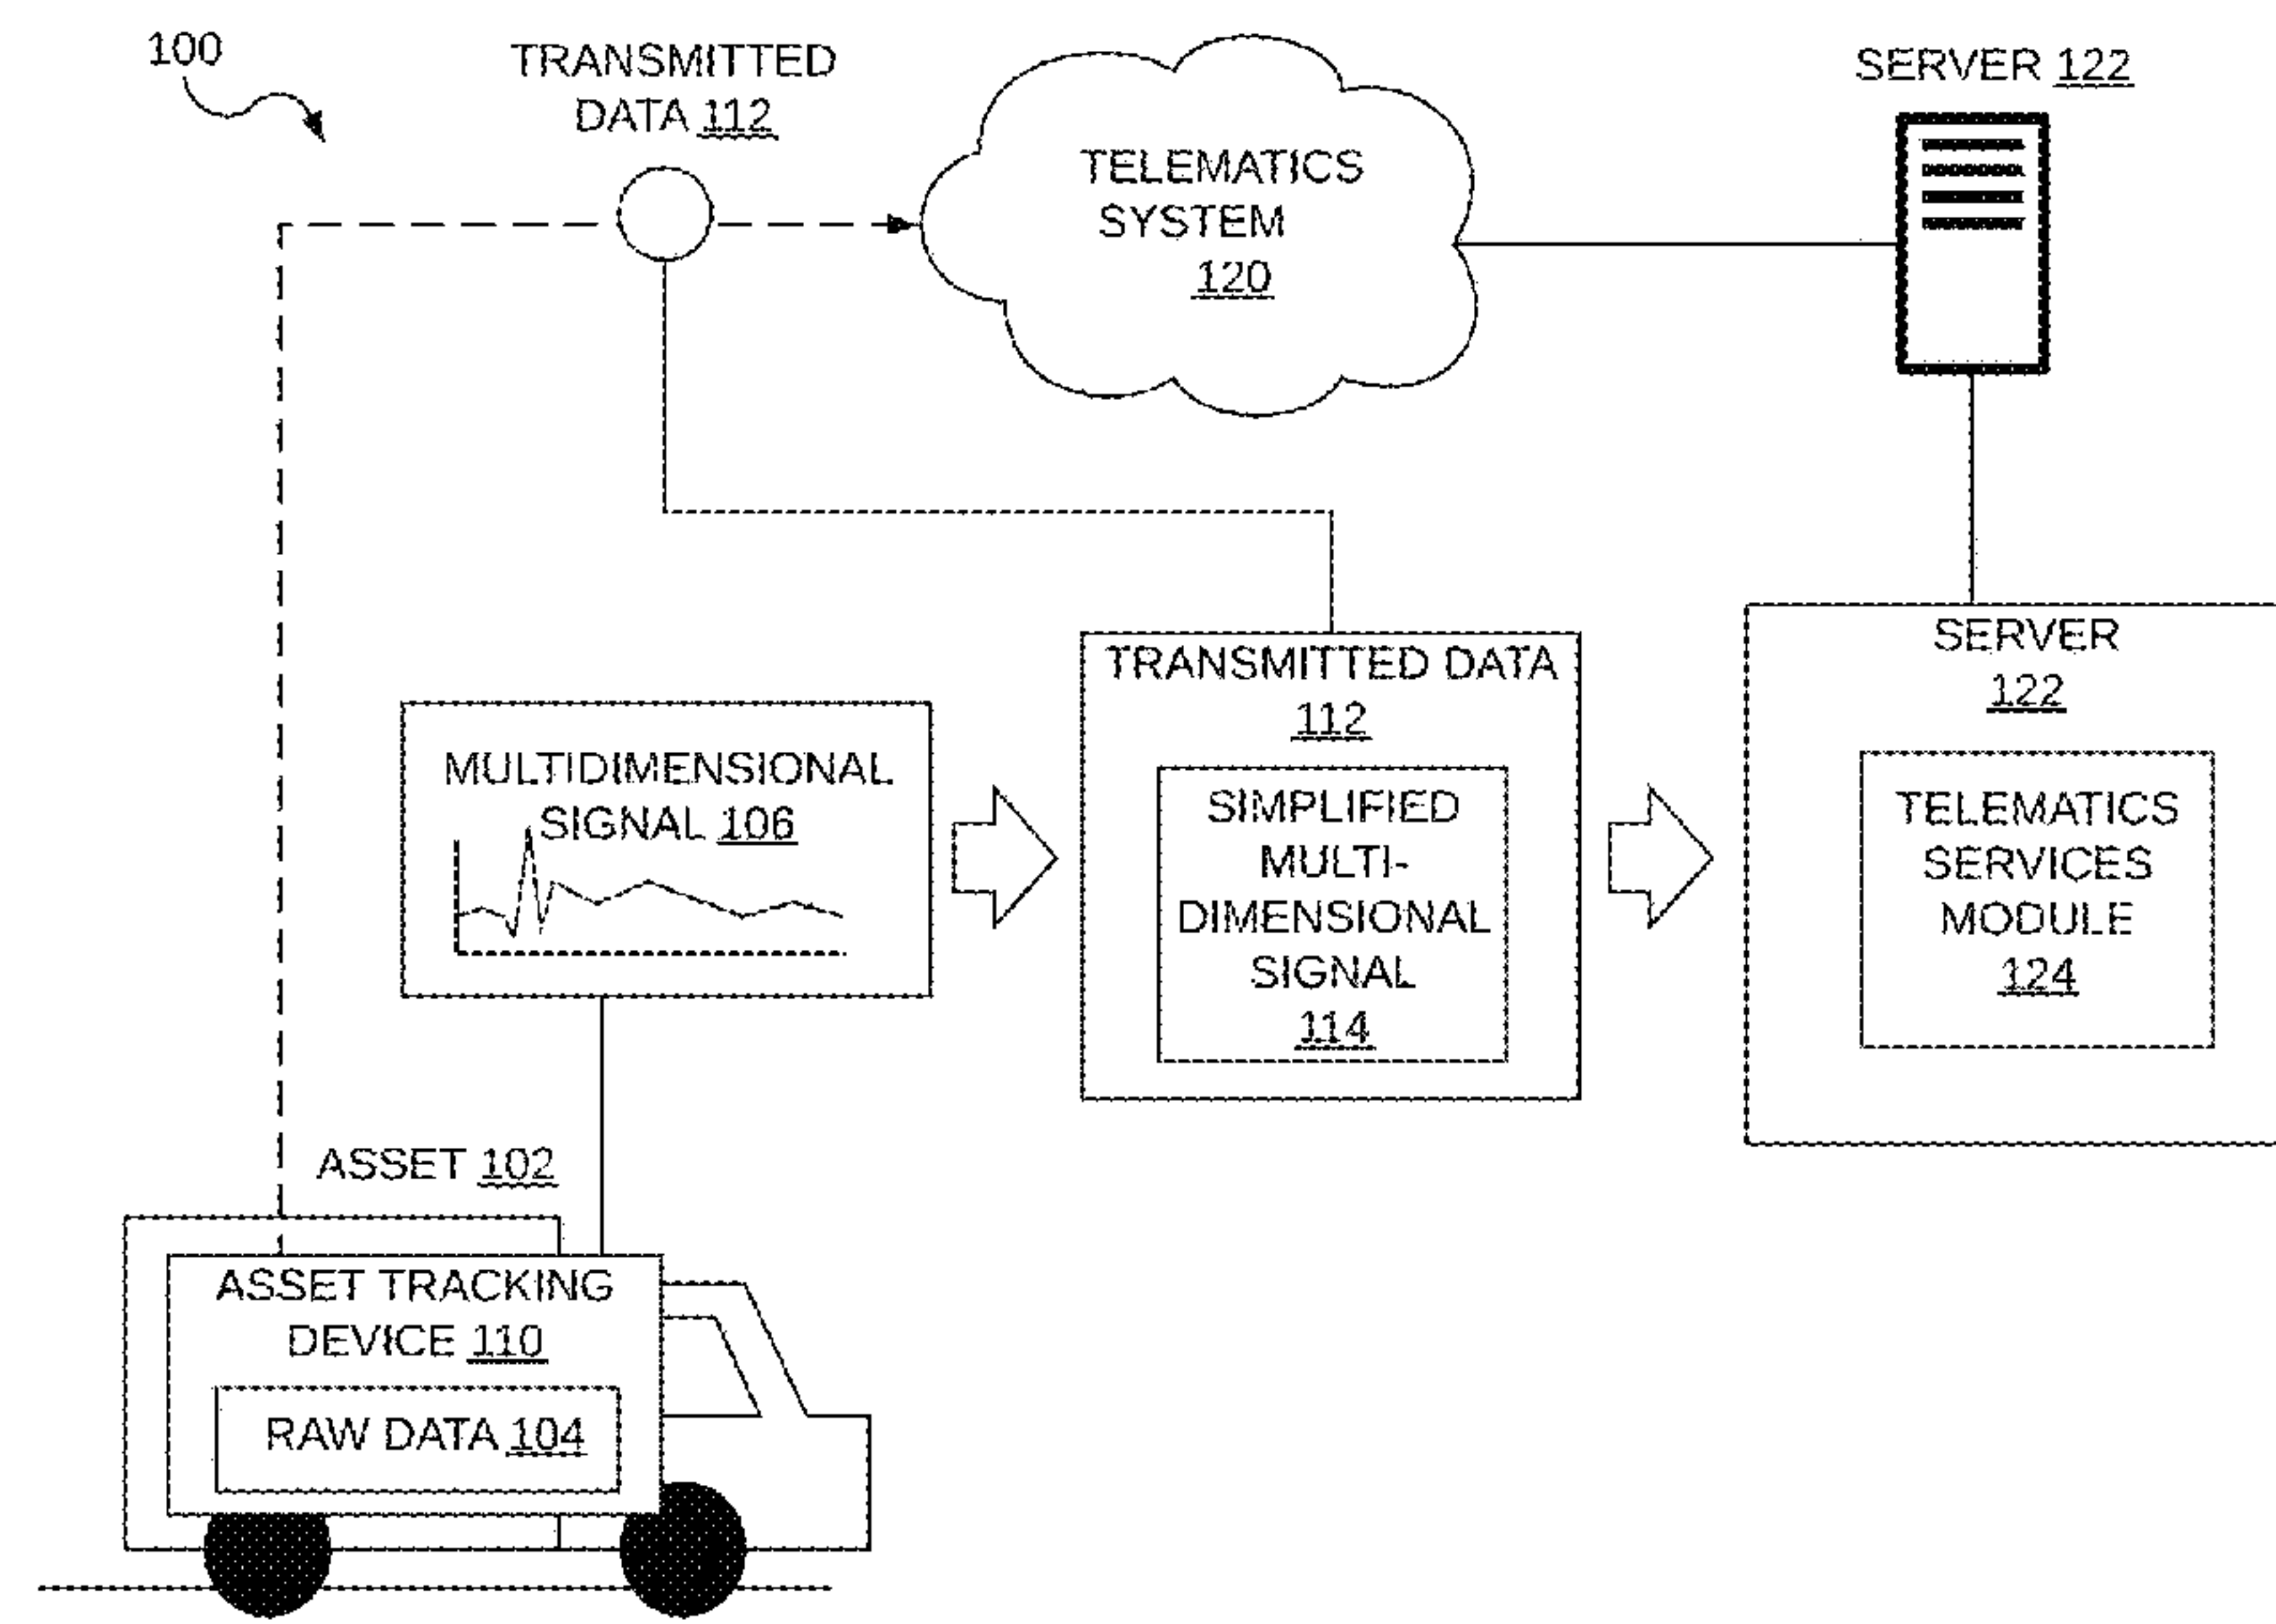 100
TRANSMITTED
DATA 112
TELEMATICS
SYSTEM
120
SERVER 122
MULTIDIMENSIONAL
SIGNAL 106
TRANSMITTED DATA
112
SIMPLIFIED
MULTI-
DIMENSIONAL
SIGNAL
114
SERVER
122
TELEMATICS
SERVICES
MODULE
124
ASSET 102
ASSET TRACKING
DEVICE 110
RAW DATA 104